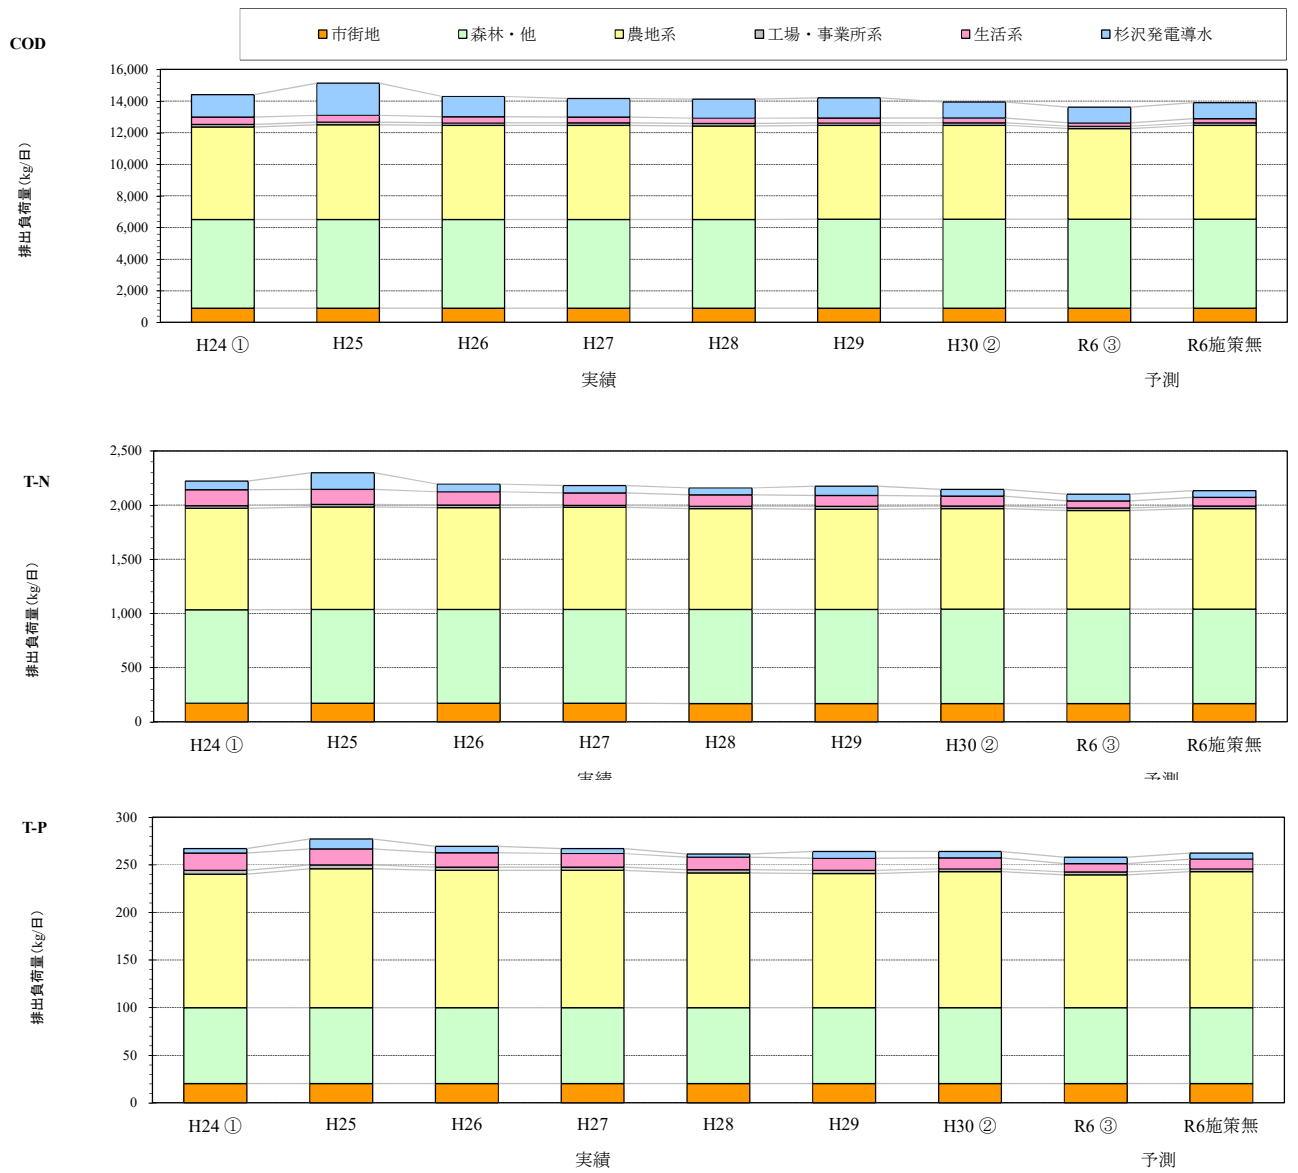 市街地 森林・他 農地系 工場・事業所系 生活系 杉沢発電導水
COD
排出負荷量(kg/日)
16,000
14,000
12,000
10,000
8,000
6,000
4,000
2,000
0
H24 ① H25 H26 H27 H28 H29 H30 ② R6 ③ R6施策無
実績 予測
T-N
排出負荷量(kg/日)
2,500
2,000
1,500
1,000
500
0
H24 ① H25 H26 H27 H28 H29 H30 ② R6 ③ R6施策無
実績 予測
T-P
排出負荷量(kg/日)
300
250
200
150
100
50
0
H24 ① H25 H26 H27 H28 H29 H30 ② R6 ③ R6施策無
実績 予測